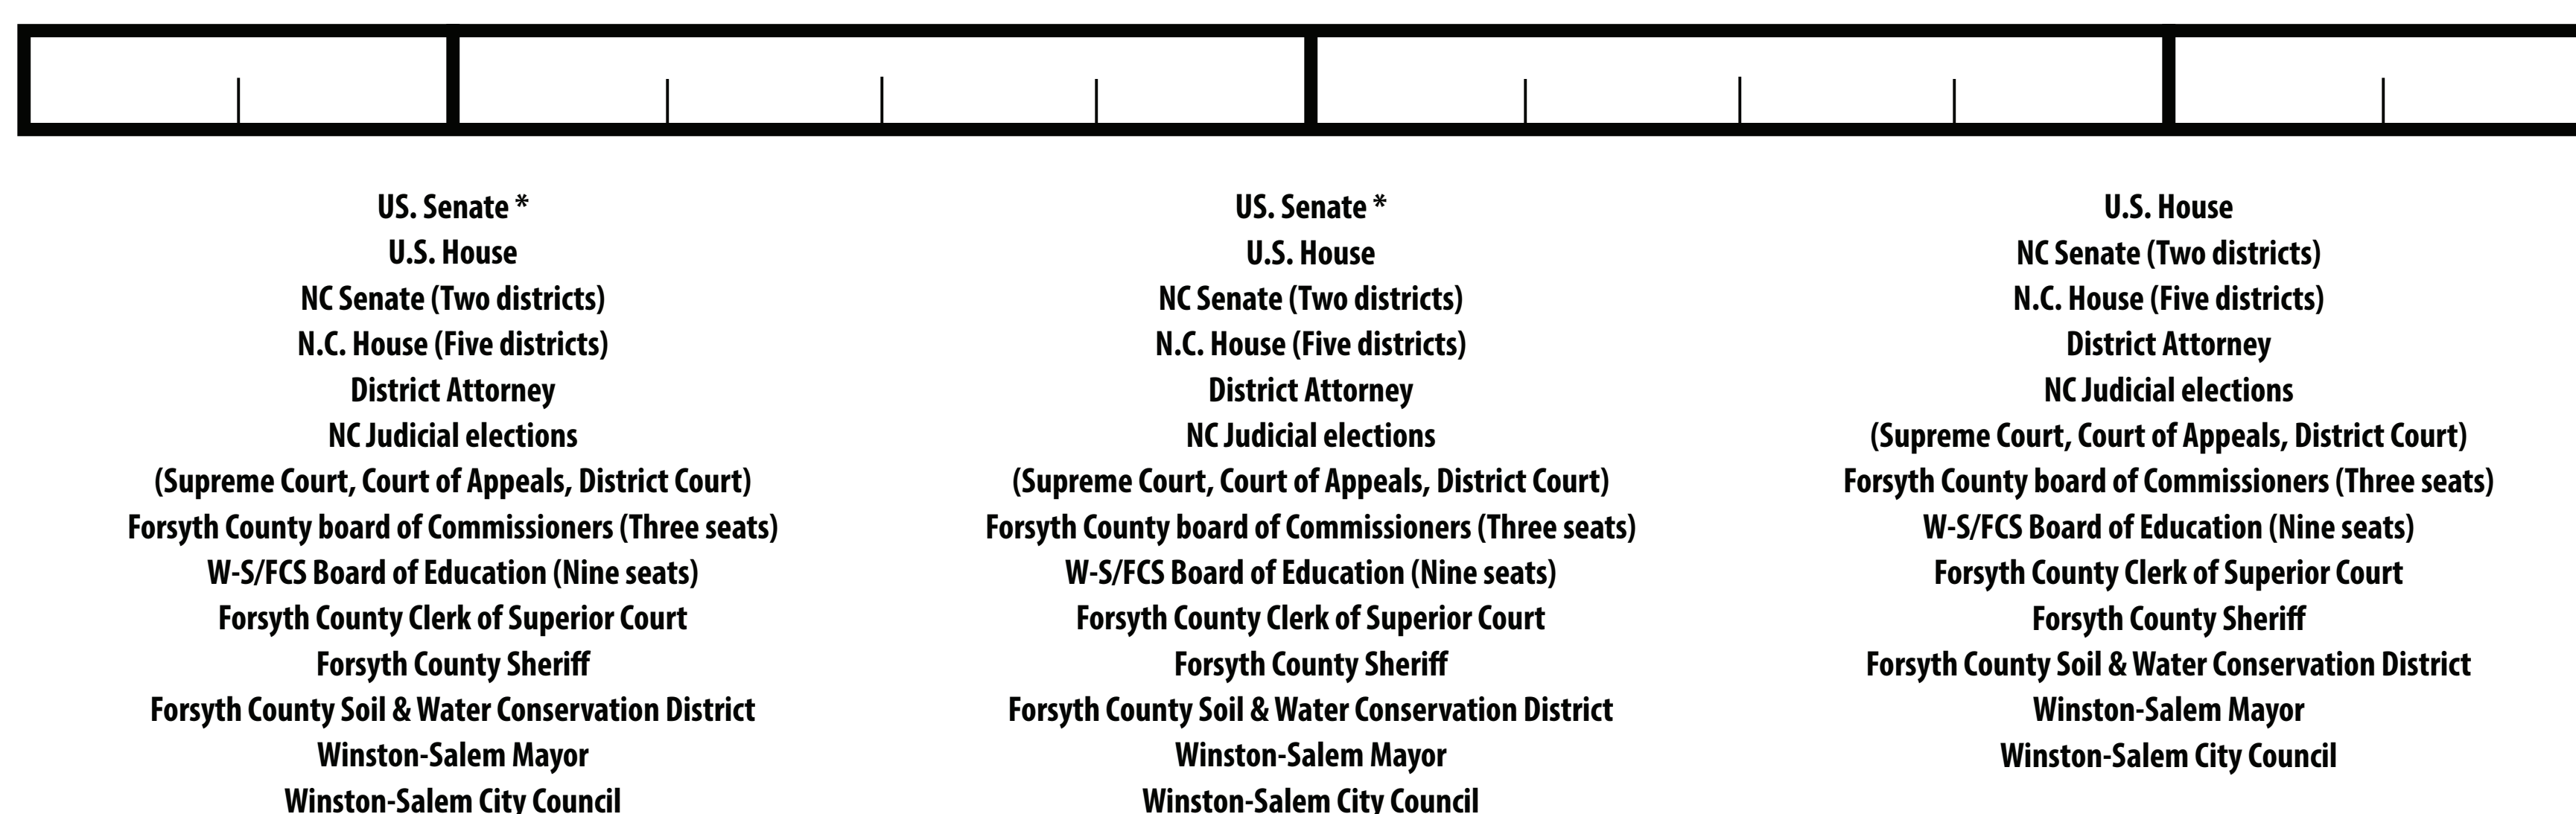 US. Senate *
U.S. House
NC Senate (Two districts)
N.C. House (Five districts)
District Attorney
NC Judicial elections
(Supreme Court, Court of Appeals, District Court)
Forsyth County board of Commissioners (Three seats)
W-S/FCS Board of Education (Nine seats)
Forsyth County Clerk of Superior Court
Forsyth County Sheriff
Forsyth County Soil & Water Conservation District
Winston-Salem Mayor
Winston-Salem City Council
US. Senate *
U.S. House
NC Senate (Two districts)
N.C. House (Five districts)
District Attorney
NC Judicial elections
(Supreme Court, Court of Appeals, District Court)
Forsyth County board of Commissioners (Three seats)
W-S/FCS Board of Education (Nine seats)
Forsyth County Clerk of Superior Court
Forsyth County Sheriff
Forsyth County Soil & Water Conservation District
Winston-Salem Mayor
Winston-Salem City Council
U.S. House
NC Senate (Two districts)
N.C. House (Five districts)
District Attorney
NC Judicial elections
(Supreme Court, Court of Appeals, District Court)
Forsyth County board of Commissioners (Three seats)
W-S/FCS Board of Education (Nine seats)
Forsyth County Clerk of Superior Court
Forsyth County Sheriff
Forsyth County Soil & Water Conservation District
Winston-Salem Mayor
Winston-Salem City Council